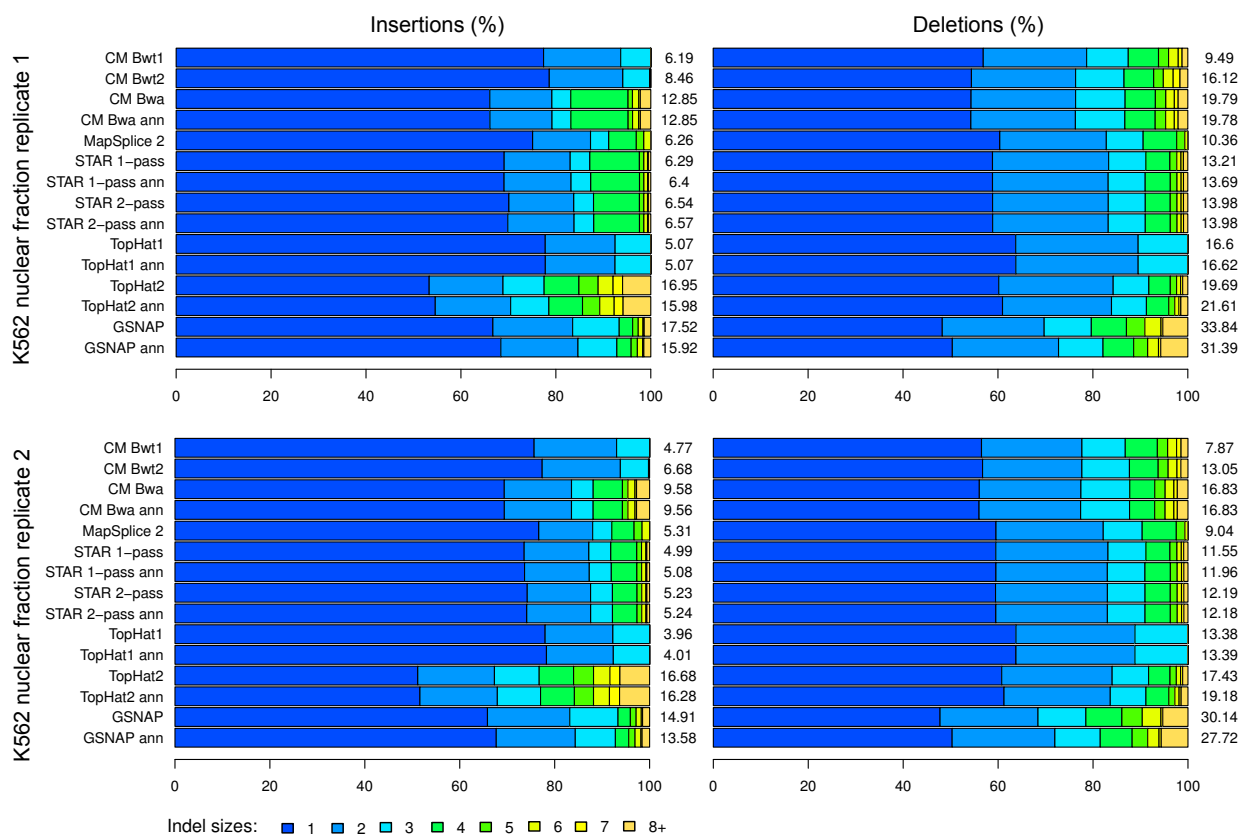 Insertions (%) Deletions (%)
K562 nuclear fraction replicate 1
CM Bwt1 6.19 9.49
CM Bwt2 8.46 16.12
CM Bwa 12.85 19.79
CM Bwa ann 12.85 19.78
MapSplice 2 6.26 10.36
STAR 1−pass 6.29 13.21
STAR 1−pass ann 6.4 13.69
STAR 2−pass 6.54 13.98
STAR 2−pass ann 6.57 13.98
TopHat1 5.07 16.6
TopHat1 ann 5.07 16.62
TopHat2 16.95 19.69
TopHat2 ann 15.98 21.61
GSNAP 17.52 33.84
GSNAP ann 15.92 31.39
0 20 40 60 80 100 0 20 40 60 80 100
K562 nuclear fraction replicate 2
CM Bwt1 4.77 7.87
CM Bwt2 6.68 13.05
CM Bwa 9.58 16.83
CM Bwa ann 9.56 16.83
MapSplice 2 5.31 9.04
STAR 1−pass 4.99 11.55
STAR 1−pass ann 5.08 11.96
STAR 2−pass 5.23 12.19
STAR 2−pass ann 5.24 12.18
TopHat1 3.96 13.38
TopHat1 ann 4.01 13.39
TopHat2 16.68 17.43
TopHat2 ann 16.28 19.18
GSNAP 14.91 30.14
GSNAP ann 13.58 27.72
0 20 40 60 80 100 0 20 40 60 80 100
Indel sizes: 1 2 3 4 5 6 7 8+